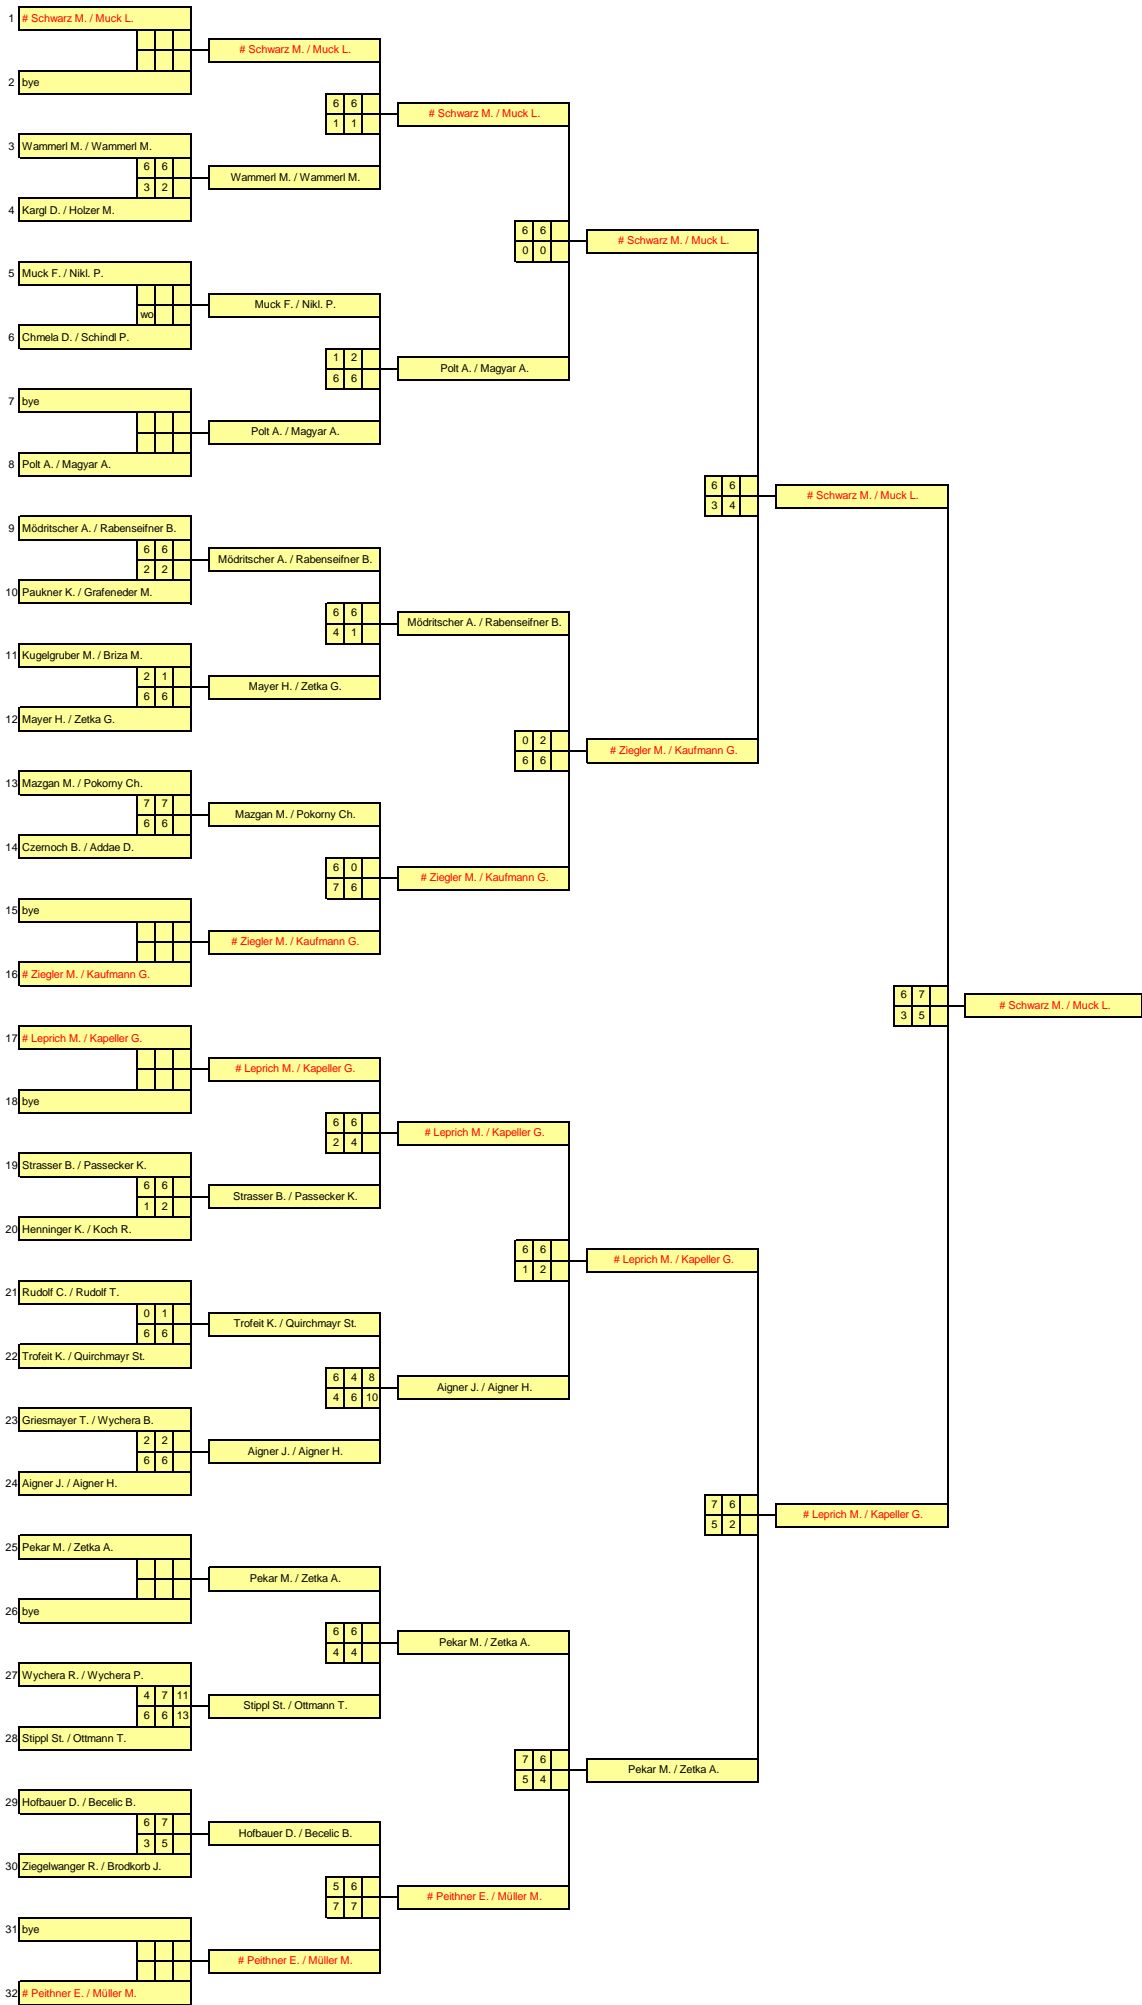 1 # Schwarz M. / Muck L.
# Schwarz M. / Muck L.
2 bye
6 6
1 1
# Schwarz M. / Muck L.
3 Wammerl M. / Wammerl M.
6 6
3 2
Wammerl M. / Wammerl M.
4 Kargl D. / Holzer M.
6 6
0 0
# Schwarz M. / Muck L.
5 Muck F. / Nikl. P.
wo
Muck F. / Nikl. P.
6 Chmela D. / Schindl P.
1 2
6 6
Polt A. / Magyar A.
7 bye
Polt A. / Magyar A.
8 Polt A. / Magyar A.
6 6
3 4
# Schwarz M. / Muck L.
9 Mödritscher A. / Rabenseifner B.
6 6
2 2
Mödritscher A. / Rabenseifner B.
10 Paukner K. / Grafeneder M.
6 6
4 1
Mödritscher A. / Rabenseifner B.
11 Kugelgruber M. / Briza M.
2 1
6 6
Mayer H. / Zetka G.
12 Mayer H. / Zetka G.
0 2
6 6
# Ziegler M. / Kaufmann G.
13 Mazgan M. / Pokorny Ch.
7 7
6 6
Mazgan M. / Pokorny Ch.
14 Czernoch B. / Addae D.
6 0
7 6
# Ziegler M. / Kaufmann G.
15 bye
# Ziegler M. / Kaufmann G.
16 # Ziegler M. / Kaufmann G.
6 7
3 5
# Schwarz M. / Muck L.
17 # Leprich M. / Kapeller G.
# Leprich M. / Kapeller G.
18 bye
6 6
2 4
# Leprich M. / Kapeller G.
19 Strasser B. / Passecker K.
6 6
1 2
Strasser B. / Passecker K.
20 Henninger K. / Koch R.
6 6
1 2
# Leprich M. / Kapeller G.
21 Rudolf C. / Rudolf T.
0 1
6 6
Trofeit K. / Quirchmayr St.
22 Trofeit K. / Quirchmayr St.
6 4 8
4 6 10
Aigner J. / Aigner H.
23 Griesmayer T. / Wychera B.
2 2
6 6
Aigner J. / Aigner H.
24 Aigner J. / Aigner H.
7 6
5 2
# Leprich M. / Kapeller G.
25 Pekar M. / Zetka A.
Pekar M. / Zetka A.
26 bye
6 6
4 4
Pekar M. / Zetka A.
27 Wychera R. / Wychera P.
4 7 11
6 6 13
Stippl St. / Ottmann T.
28 Stippl St. / Ottmann T.
7 6
5 4
Pekar M. / Zetka A.
29 Hofbauer D. / Becelic B.
6 7
3 5
Hofbauer D. / Becelic B.
30 Ziegelwanger R. / Brodkorb J.
5 6
7 7
# Peithner E. / Müller M.
31 bye
# Peithner E. / Müller M.
32 # Peithner E. / Müller M.